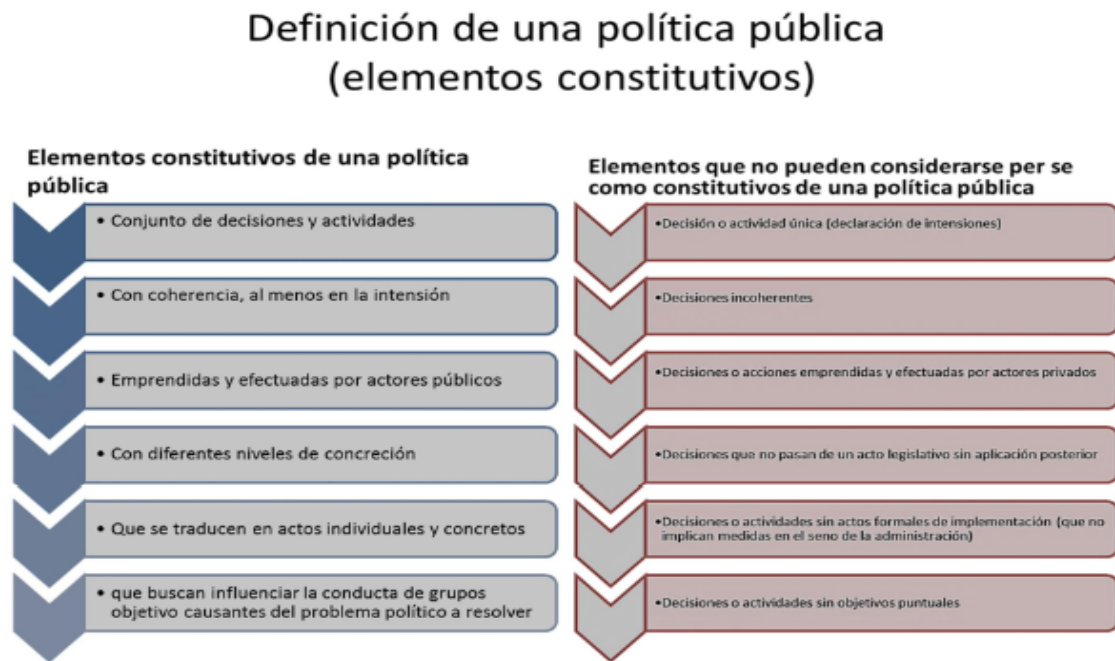 Definición de una política pública
(elementos constitutivos)
Elementos constitutivos de una política
pública
• Conjunto de decisiones y actividades
• Con coherencia, al menos en la intensión
• Emprendidas y efectuadas por actores públicos
• Con diferentes niveles de concreción
• Que se traducen en actos individuales y concretos
• que buscan influenciar la conducta de grupos
objetivo causantes del problema político a resolver
Elementos que no pueden considerarse per se
como constitutivos de una política pública
•Decisión o actividad única (declaración de intensiones)
•Decisiones incoherentes
•Decisiones o acciones emprendidas y efectuadas por actores privados
•Decisiones que no pasan de un acto legislativo sin aplicación posterior
•Decisiones o actividades sin actos formales de implementación (que no
implican medidas en el seno de la administración)
•Decisiones o actividades sin objetivos puntuales